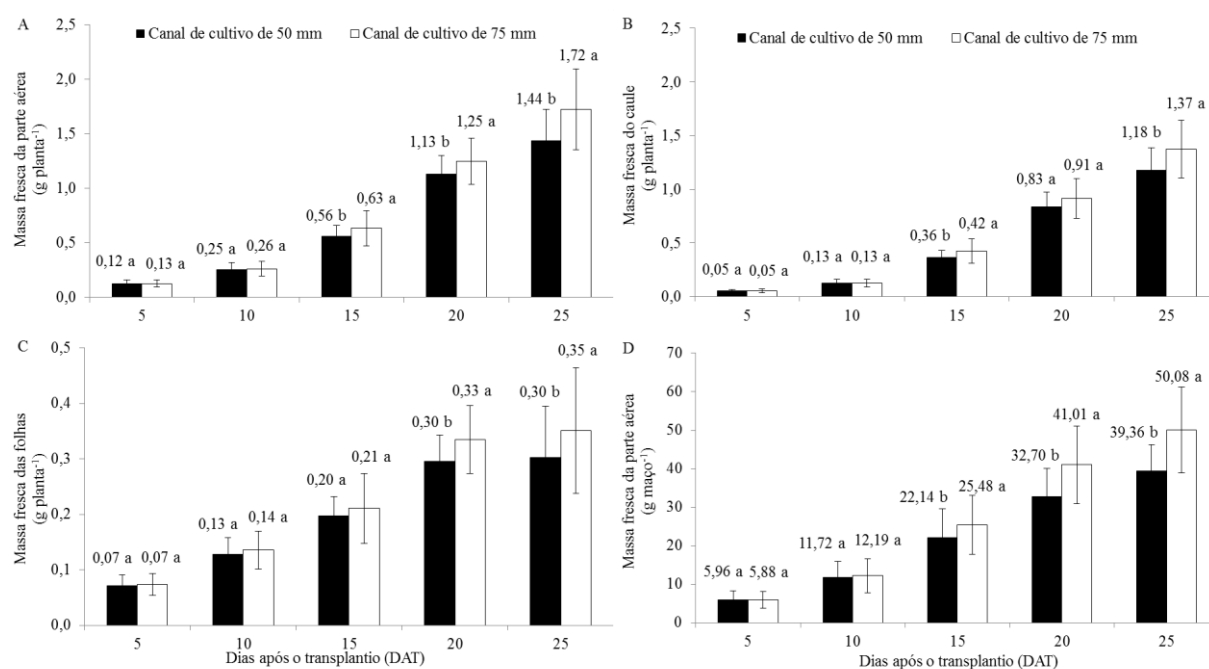 A
Canal de cultivo de 50 mm
Canal de cultivo de 75 mm
Massa fresca da parte aérea
(g planta⁻¹)
2,5
2,0
1,5
1,0
0,5
0,0
0,12 a
0,13 a
0,25 a
0,26 a
0,56 b
0,63 a
1,13 b
1,25 a
1,44 b
1,72 a
5
10
15
20
25
B
Canal de cultivo de 50 mm
Canal de cultivo de 75 mm
Massa fresca do caule
(g planta⁻¹)
2,5
2,0
1,5
1,0
0,5
0,0
0,05 a
0,05 a
0,13 a
0,13 a
0,36 b
0,42 a
0,83 a
0,91 a
1,18 b
1,37 a
5
10
15
20
25
C
Massa fresca das folhas
(g planta⁻¹)
0,5
0,4
0,3
0,2
0,1
0,0
0,07 a
0,07 a
0,13 a
0,14 a
0,20 a
0,21 a
0,30 b
0,33 a
0,30 b
0,35 a
5
10
15
20
25
D
Massa fresca da parte aérea
(g maço⁻¹)
70
60
50
40
30
20
10
0
5,96 a
5,88 a
11,72 a
12,19 a
22,14 b
25,48 a
32,70 b
41,01 a
39,36 b
50,08 a
5
10
15
20
25
Dias após o transplantio (DAT)